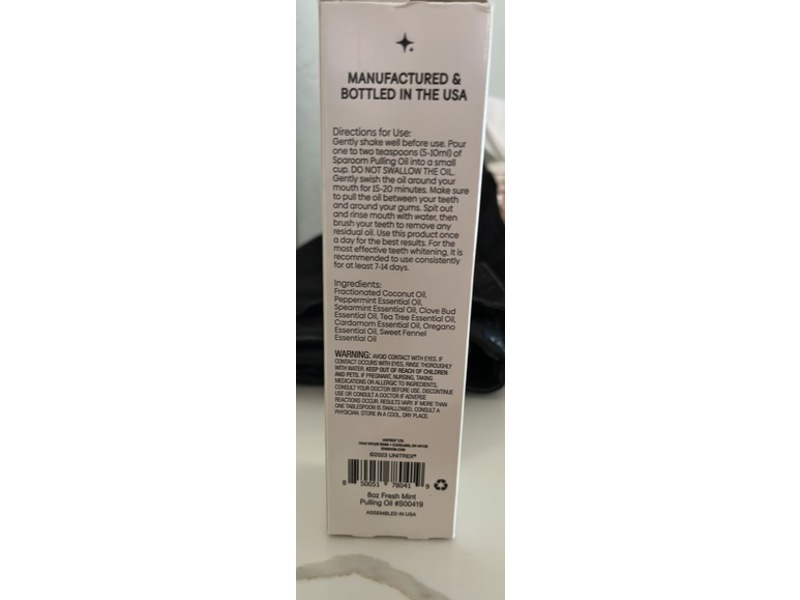 MANUFACTURED &
BOTTLED IN THE USA
Directions for Use:
Gently shake well before use. Pour
one to two teaspoons (5-10ml) of
Sparoom Pulling Oil into a small
cup. DO NOT SWALLOW THE OIL.
Gently swish the oil around your
mouth for 15-20 minutes. Make sure
to pull the oil between your teeth
and around your gums. Spit out
and rinse mouth with water, then
brush your teeth to remove any
residual oil. Use this product once
a day for the best results. For the
most effective teeth whitening, it is
recommended to use consistently
for at least 7-14 days.
Ingredients:
Fractionated Coconut Oil,
Peppermint Essential Oil,
Spearmint Essential Oil, Clove Bud
Essential Oil, Tea Tree Essential Oil,
Cardamom Essential Oil, Oregano
Essential Oil, Sweet Fennel
Essential Oil
WARNING: AVOID CONTACT WITH EYES. IF
CONTACT OCCURS WITH EYES, RINSE THOROUGHLY
WITH WATER. KEEP OUT OF REACH OF CHILDREN
AND PETS. IF PREGNANT, NURSING, TAKING
MEDICATIONS OR ALLERGIC TO INGREDIENTS,
CONSULT YOUR DOCTOR BEFORE USE. DISCONTINUE
USE OR CONSULT A DOCTOR IF ADVERSE
REACTIONS OCCUR. RESULTS VARY. IF MORE THAN
ONE TABLESPOON IS SWALLOWED, CONSULT A
PHYSICIAN. STORE IN A COOL, DRY PLACE.
UNITREX LTD.
SPAROOM.COM
©2023 UNITREX®
8 50051 78041 9
8oz Fresh Mint
Pulling Oil #500419
ASSEMBLED IN USA